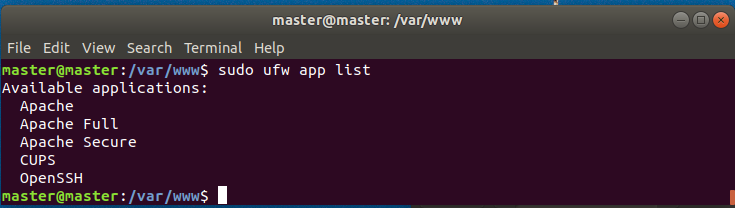 master@master: /var/www
File Edit View Search Terminal Help
master@master:/var/www$ sudo ufw app list
Available applications:
  Apache
  Apache Full
  Apache Secure
  CUPS
  OpenSSH
master@master:/var/www$